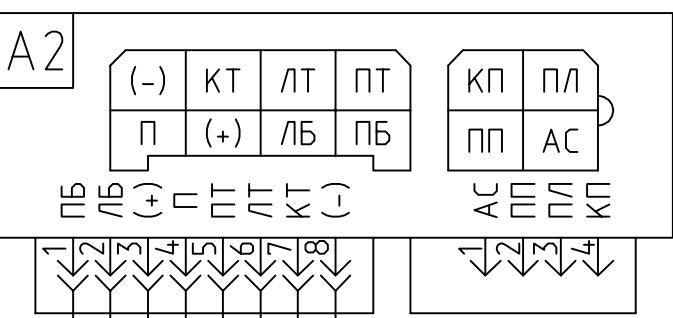 А2
(-) КТ ЛТ ПТ
П (+) ЛБ ПБ
КП ПЛ
ПП АС
ПБ ЛБ (+) П ПТ ЛТ КТ (-)
АС ПП ПЛ КП
1 2 3 4 5 6 7 8
1 2 3 4